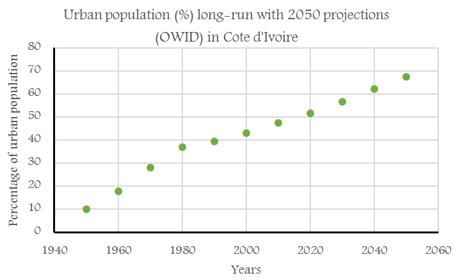 Urban population (%) long-run with 2050 projections
(OWID) in Cote d'Ivoire
Percentage of urban population
80
70
60
50
40
30
20
10
0
1940 1960 1980 2000 2020 2040 2060
Years